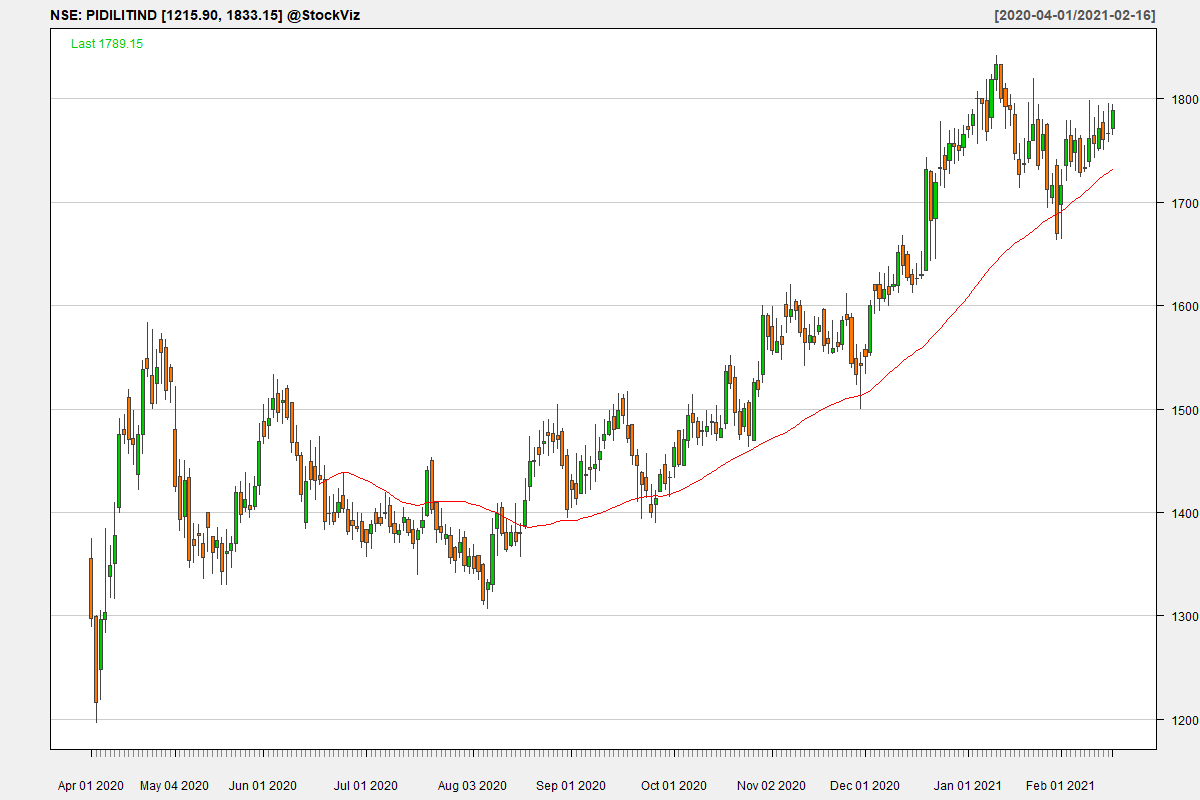 NSE: PIDILITIND [1215.90, 1833.15] @StockViz [2020-04-01/2021-02-16]
Last 1789.15
1800
1700
1600
1500
1400
1300
1200
Apr 01 2020 May 04 2020 Jun 01 2020 Jul 01 2020 Aug 03 2020 Sep 01 2020 Oct 01 2020 Nov 02 2020 Dec 01 2020 Jan 01 2021 Feb 01 2021